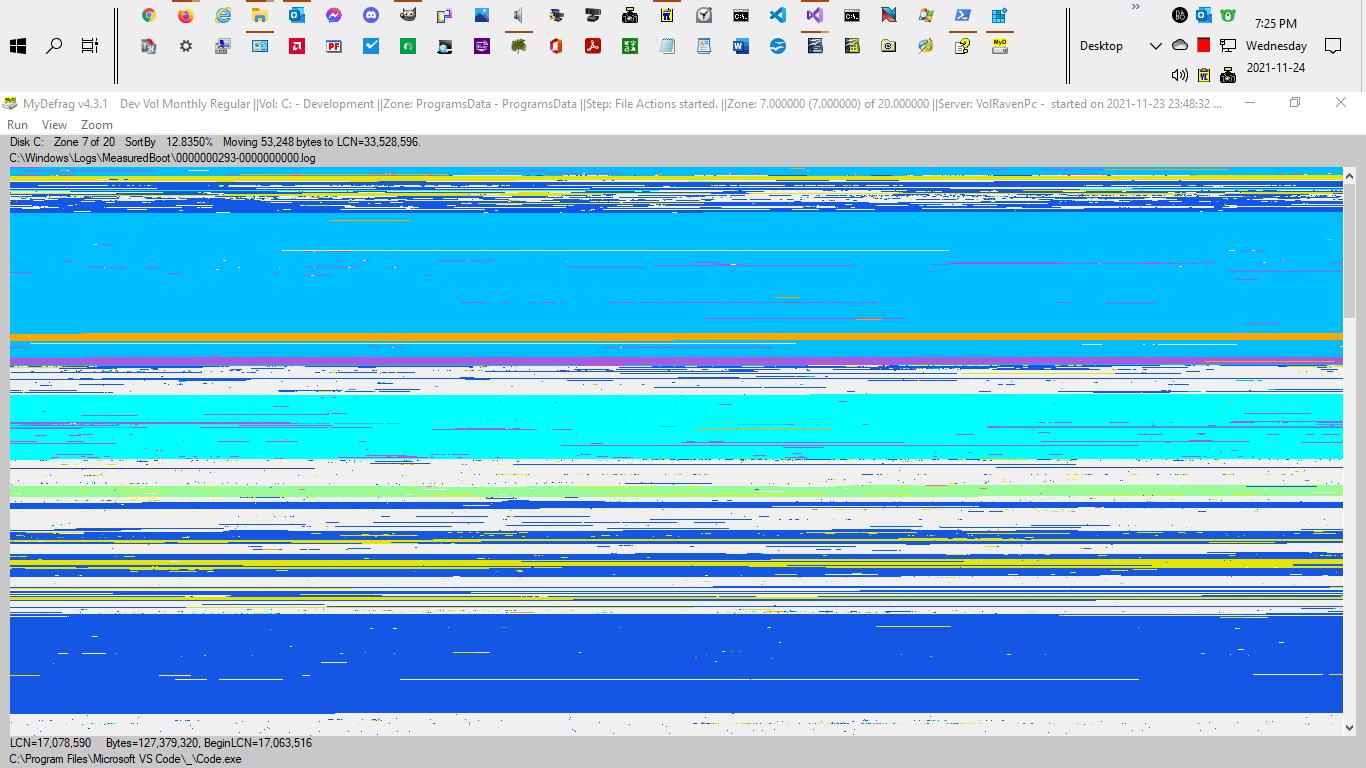 7:25 PM
Desktop
Wednesday
2021-11-24
MyDefrag v4.3.1 Dev Vol Monthly Regular ||Vol: C: - Development ||Zone: ProgramsData - ProgramsData ||Step: File Actions started. ||Zone: 7.000000 (7.000000) of 20.000000 ||Server: VolRavenPc - started on 2021-11-23 23:48:32 ...
Run View Zoom
Disk C: Zone 7 of 20 SortBy 12.8350% Moving 53,248 bytes to LCN=33,528,596.
C:\Windows\Logs\MeasuredBoot\0000000293-0000000000.log
LCN=17,078,590 Bytes=127,379,320, BeginLCN=17,063,516
C:\Program Files\Microsoft VS Code\_\Code.exe